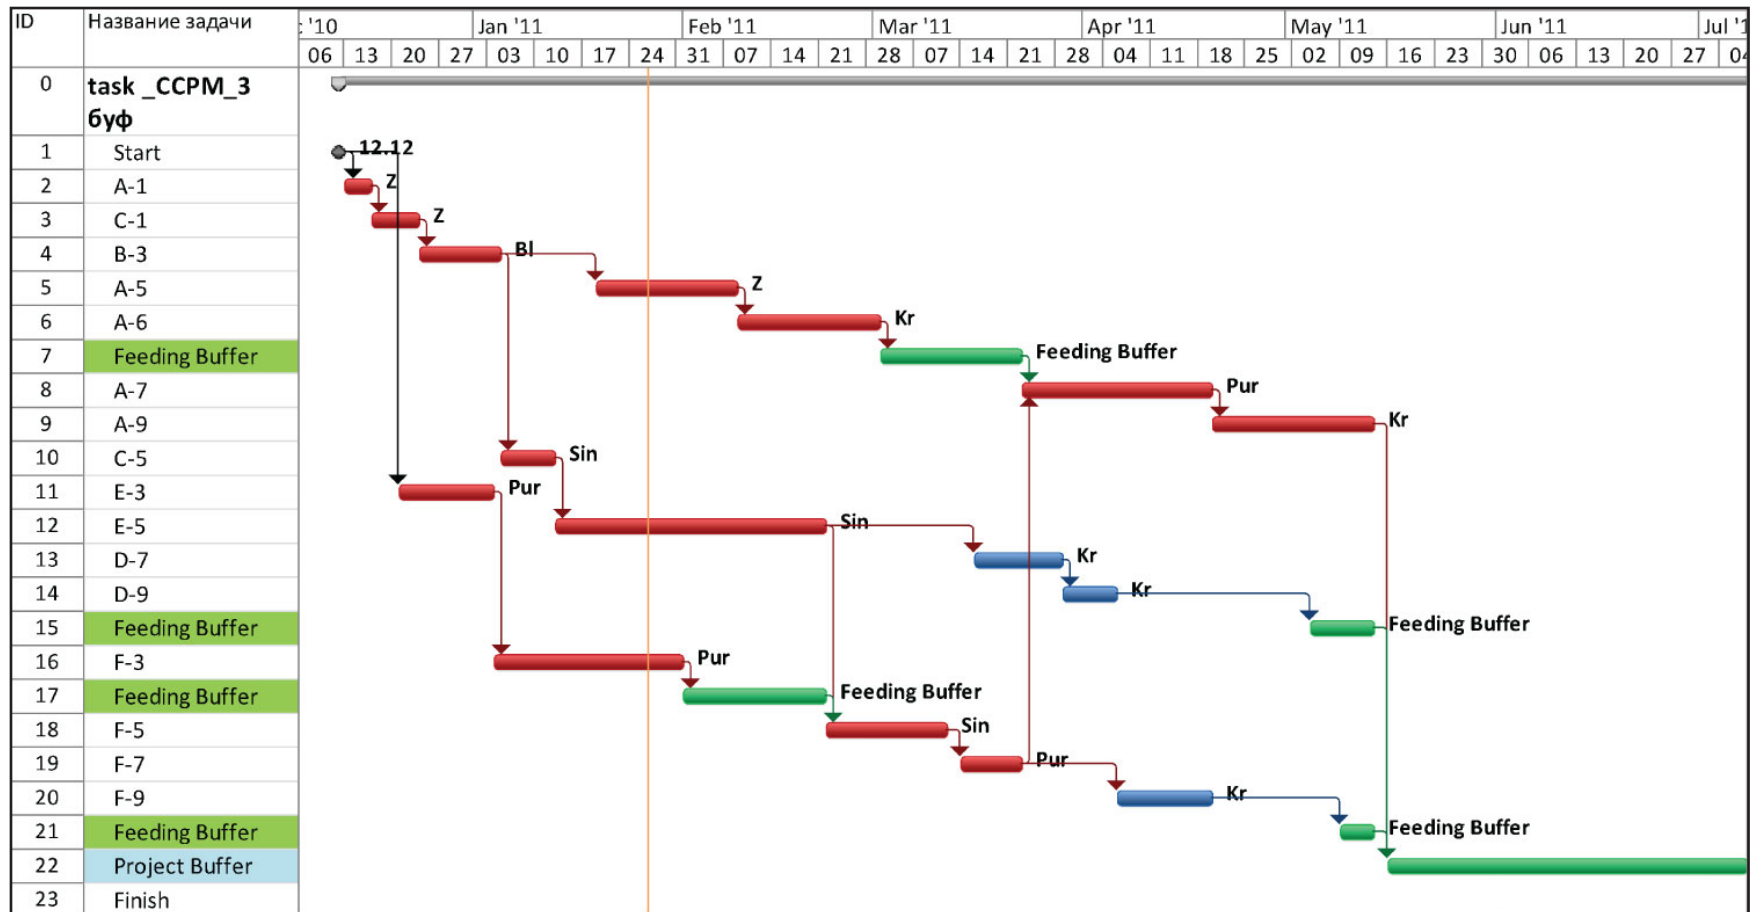 ID Название задачи : '10 Jan '11 Feb '11 Mar '11 Apr '11 May '11 Jun '11 Jul '1
06 13 20 27 03 10 17 24 31 07 14 21 28 07 14 21 28 04 11 18 25 02 09 16 23 30 06 13 20 27 04
0 task _CCPM_3
буф
1 Start 12.12
2 A-1 Z
3 C-1 Z
4 B-3 Bl
5 A-5 Z
6 A-6 Kr
7 Feeding Buffer Feeding Buffer
8 A-7 Pur
9 A-9 Kr
10 C-5 Sin
11 E-3 Pur
12 E-5 Sin
13 D-7 Kr
14 D-9 Kr
15 Feeding Buffer Feeding Buffer
16 F-3 Pur
17 Feeding Buffer Feeding Buffer
18 F-5 Sin
19 F-7 Pur
20 F-9 Kr
21 Feeding Buffer Feeding Buffer
22 Project Buffer
23 Finish